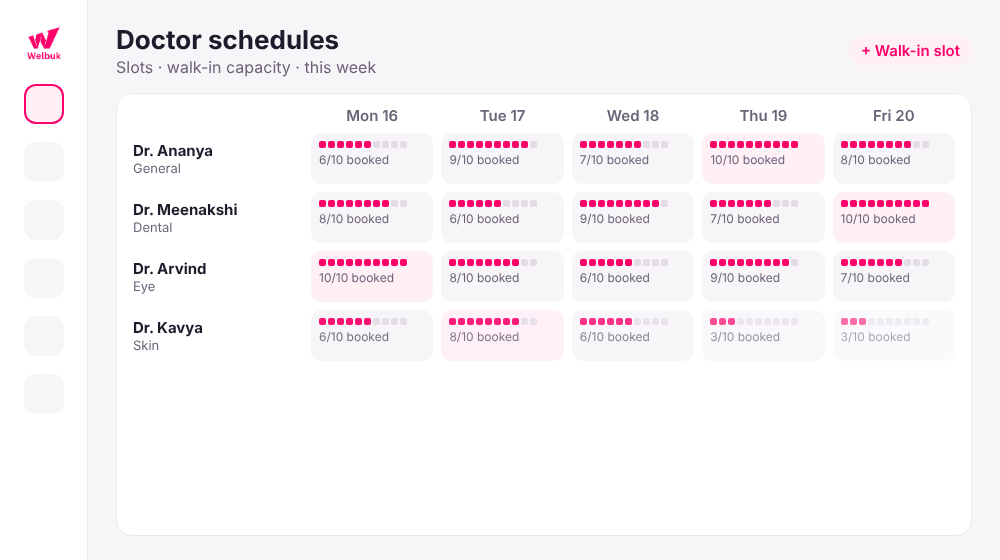 Welbuk
Doctor schedules
Slots · walk-in capacity · this week
+ Walk-in slot
Mon 16 Tue 17 Wed 18 Thu 19 Fri 20
Dr. Ananya
General
6/10 booked 9/10 booked 7/10 booked 10/10 booked 8/10 booked
Dr. Meenakshi
Dental
8/10 booked 6/10 booked 9/10 booked 7/10 booked 10/10 booked
Dr. Arvind
Eye
10/10 booked 8/10 booked 6/10 booked 9/10 booked 7/10 booked
Dr. Kavya
Skin
6/10 booked 8/10 booked 6/10 booked 3/10 booked 3/10 booked